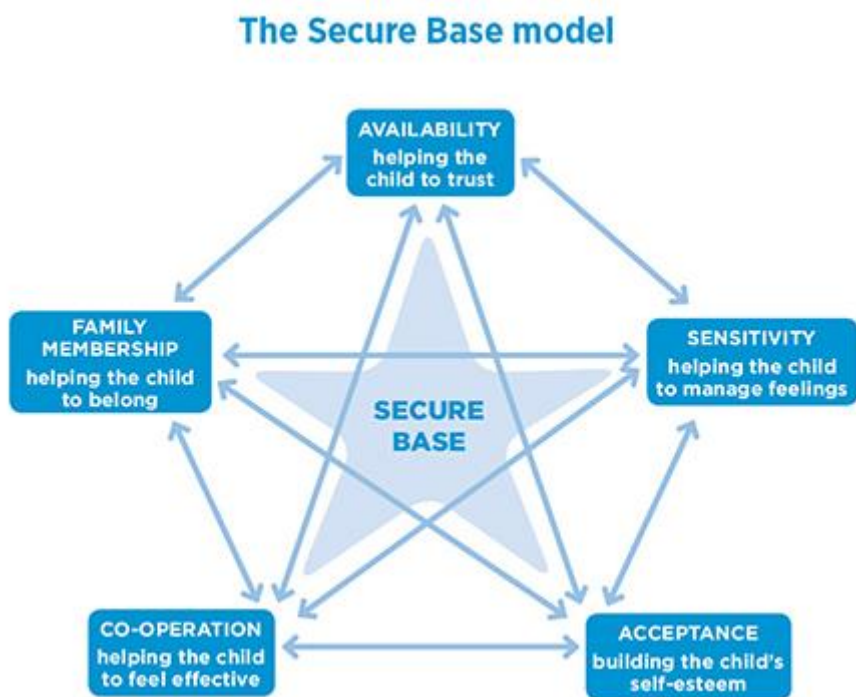 The Secure Base model
AVAILABILITY
helping the
child to trust
FAMILY
MEMBERSHIP
helping the child
to belong
SENSITIVITY
helping the child
to manage feelings
SECURE
BASE
CO-OPERATION
helping the child
to feel effective
ACCEPTANCE
building the child's
self-esteem